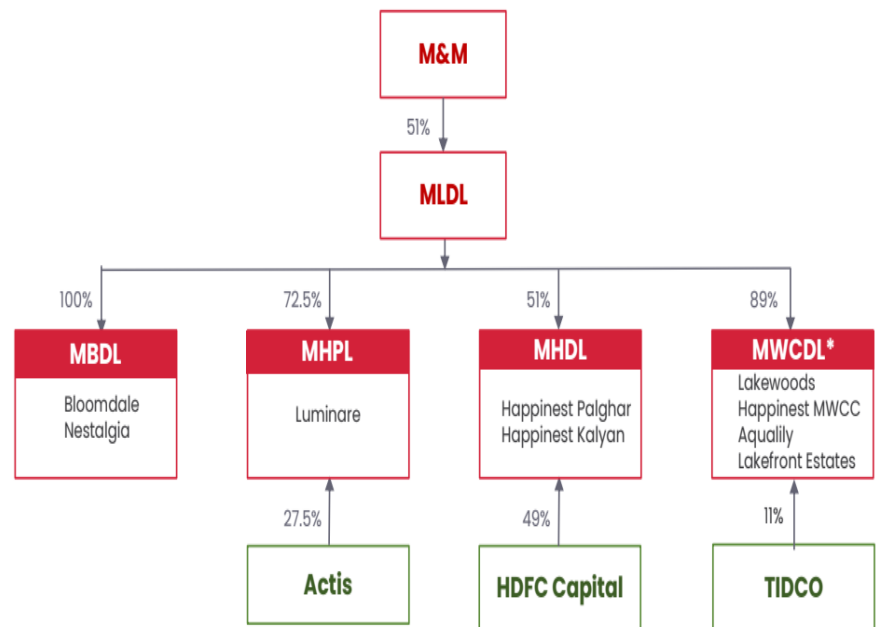 M&M
51%
MLDL
100%
72.5%
51%
89%
MBDL
Bloomdale
Nestalgia
MHPL
Luminare
MHDL
Happinest Palghar
Happinest Kalyan
MWCDL*
Lakewoods
Happinest MWCC
Aqualily
Lakefront Estates
27.5%
49%
11%
Actis
HDFC Capital
TIDCO